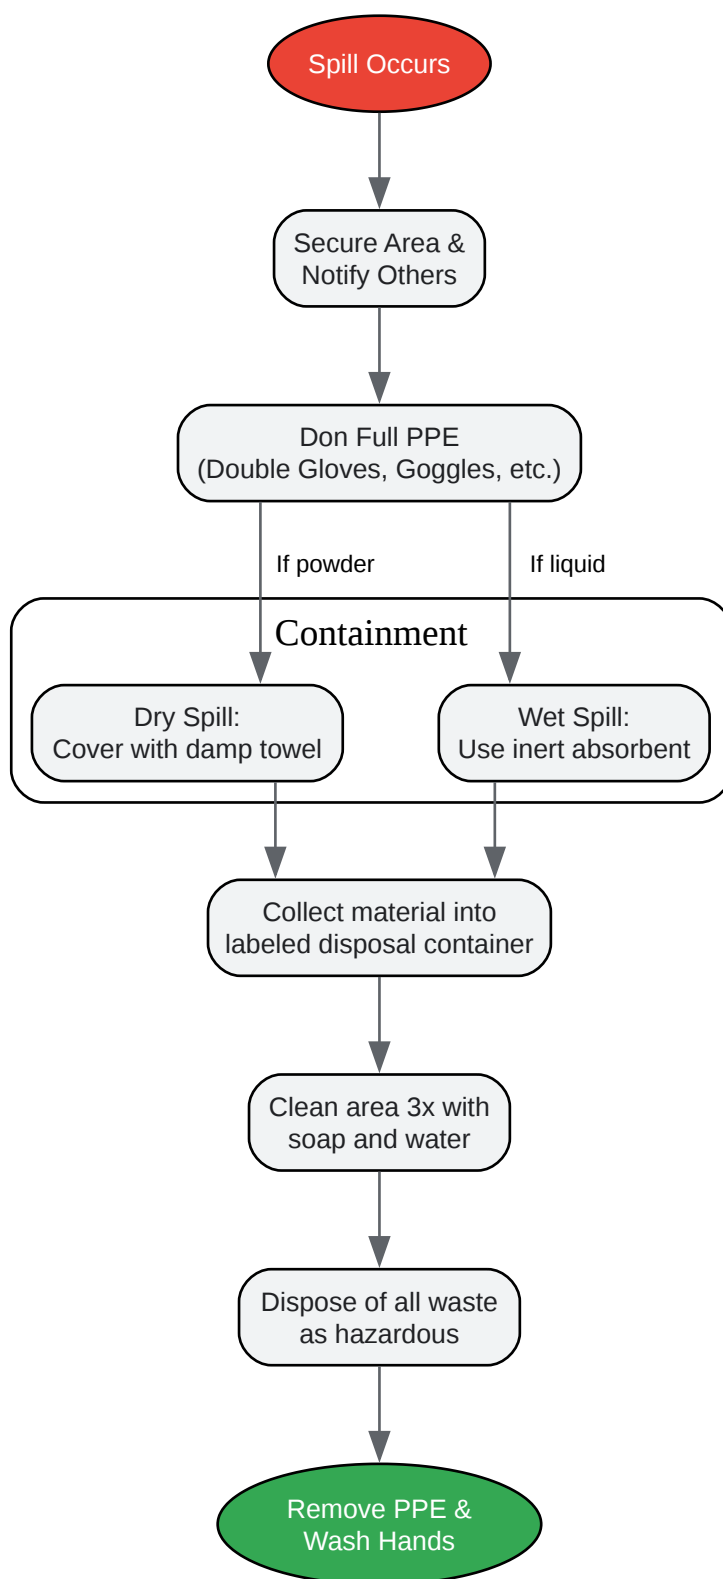 Spill Occurs
Secure Area &
Notify Others
Don Full PPE
(Double Gloves, Goggles, etc.)
If powder
If liquid
Containment
Dry Spill:
Cover with damp towel
Wet Spill:
Use inert absorbent
Collect material into
labeled disposal container
Clean area 3x with
soap and water
Dispose of all waste
as hazardous
Remove PPE &
Wash Hands